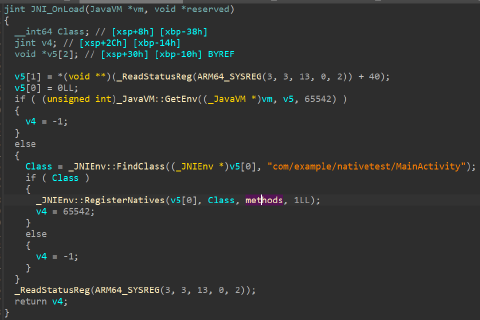 jint JNI_OnLoad(JavaVM *vm, void *reserved)
{
  __int64 Class; // [xsp+8h] [xbp-38h]
  jint v4; // [xsp+2Ch] [xbp-14h]
  void *v5[2]; // [xsp+30h] [xbp-10h] BYREF

  v5[1] = *(void **)(_ReadStatusReg(ARM64_SYSREG(3, 3, 13, 0, 2)) + 40);
  v5[0] = 0LL;
  if ( (unsigned int)_JavaVM::GetEnv((_JavaVM *)vm, v5, 65542) )
  {
    v4 = -1;
  }
  else
  {
    Class = _JNIEnv::FindClass((_JNIEnv *)v5[0], "com/example/nativetest/MainActivity");
    if ( Class )
    {
      _JNIEnv::RegisterNatives(v5[0], Class, methods, 1LL);
      v4 = 65542;
    }
    else
    {
      v4 = -1;
    }
  }
  _ReadStatusReg(ARM64_SYSREG(3, 3, 13, 0, 2));
  return v4;
}